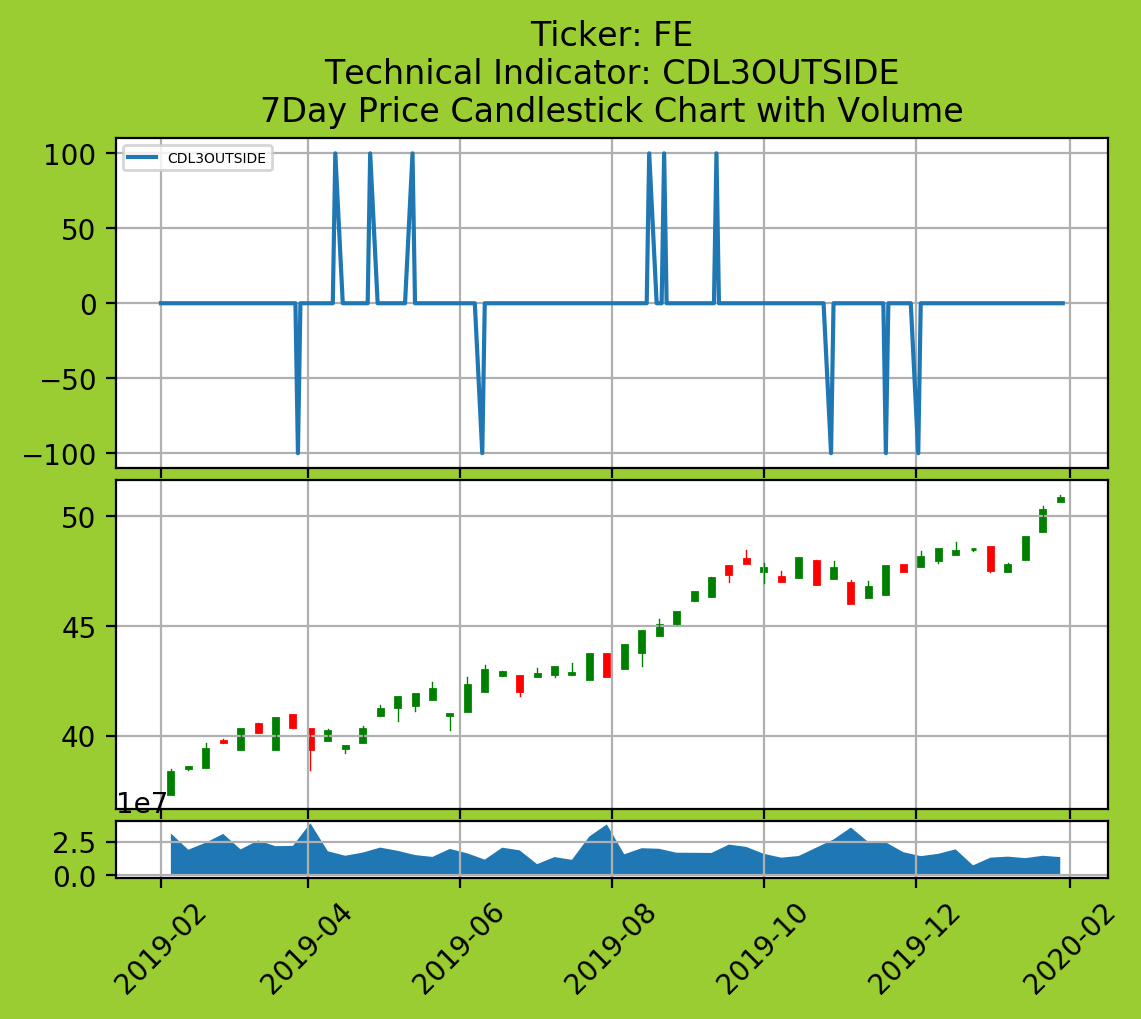 Ticker: FE
Technical Indicator: CDL3OUTSIDE
7Day Price Candlestick Chart with Volume
100
CDL3OUTSIDE
50
0
−50
−100
50
45
40
1e7
2.5
0.0
2019-02 2019-04 2019-06 2019-08 2019-10 2019-12 2020-02